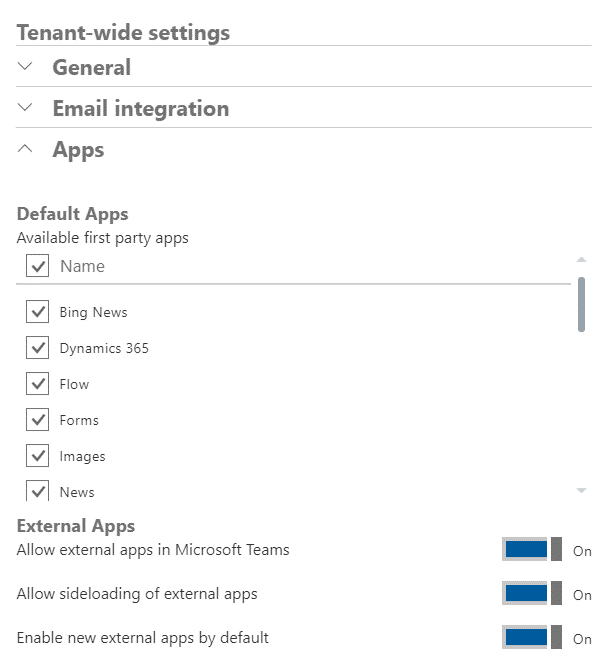 Tenant-wide settings
General
Email integration
Apps
Default Apps
Available first party apps
Name
Bing News
Dynamics 365
Flow
Forms
Images
News
External Apps
Allow external apps in Microsoft Teams On
Allow sideloading of external apps On
Enable new external apps by default On